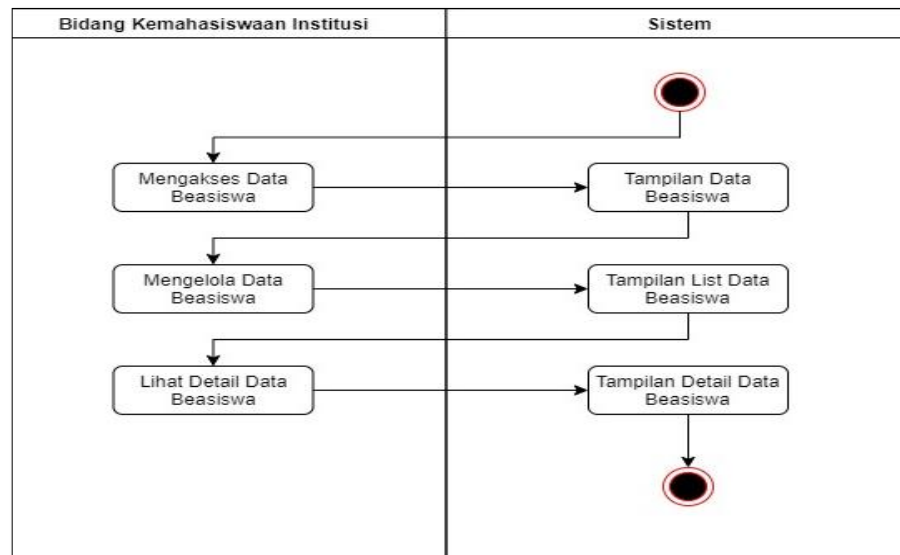 Bidang Kemahasiswaan Institusi
Sistem
Mengakses Data
Beasiswa
Tampilan Data
Beasiswa
Mengelola Data
Beasiswa
Tampilan List Data
Beasiswa
Lihat Detail Data
Beasiswa
Tampilan Detail Data
Beasiswa